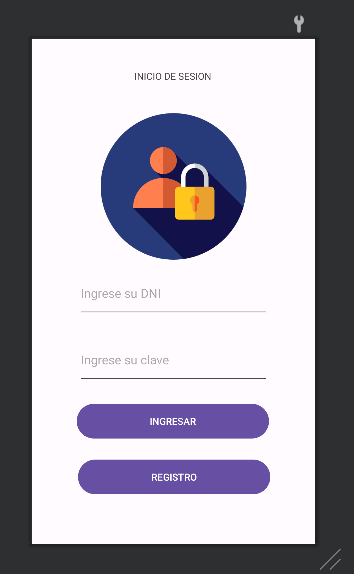 INICIO DE SESION
Ingrese su DNI
Ingrese su clave
INGRESAR
REGISTRO